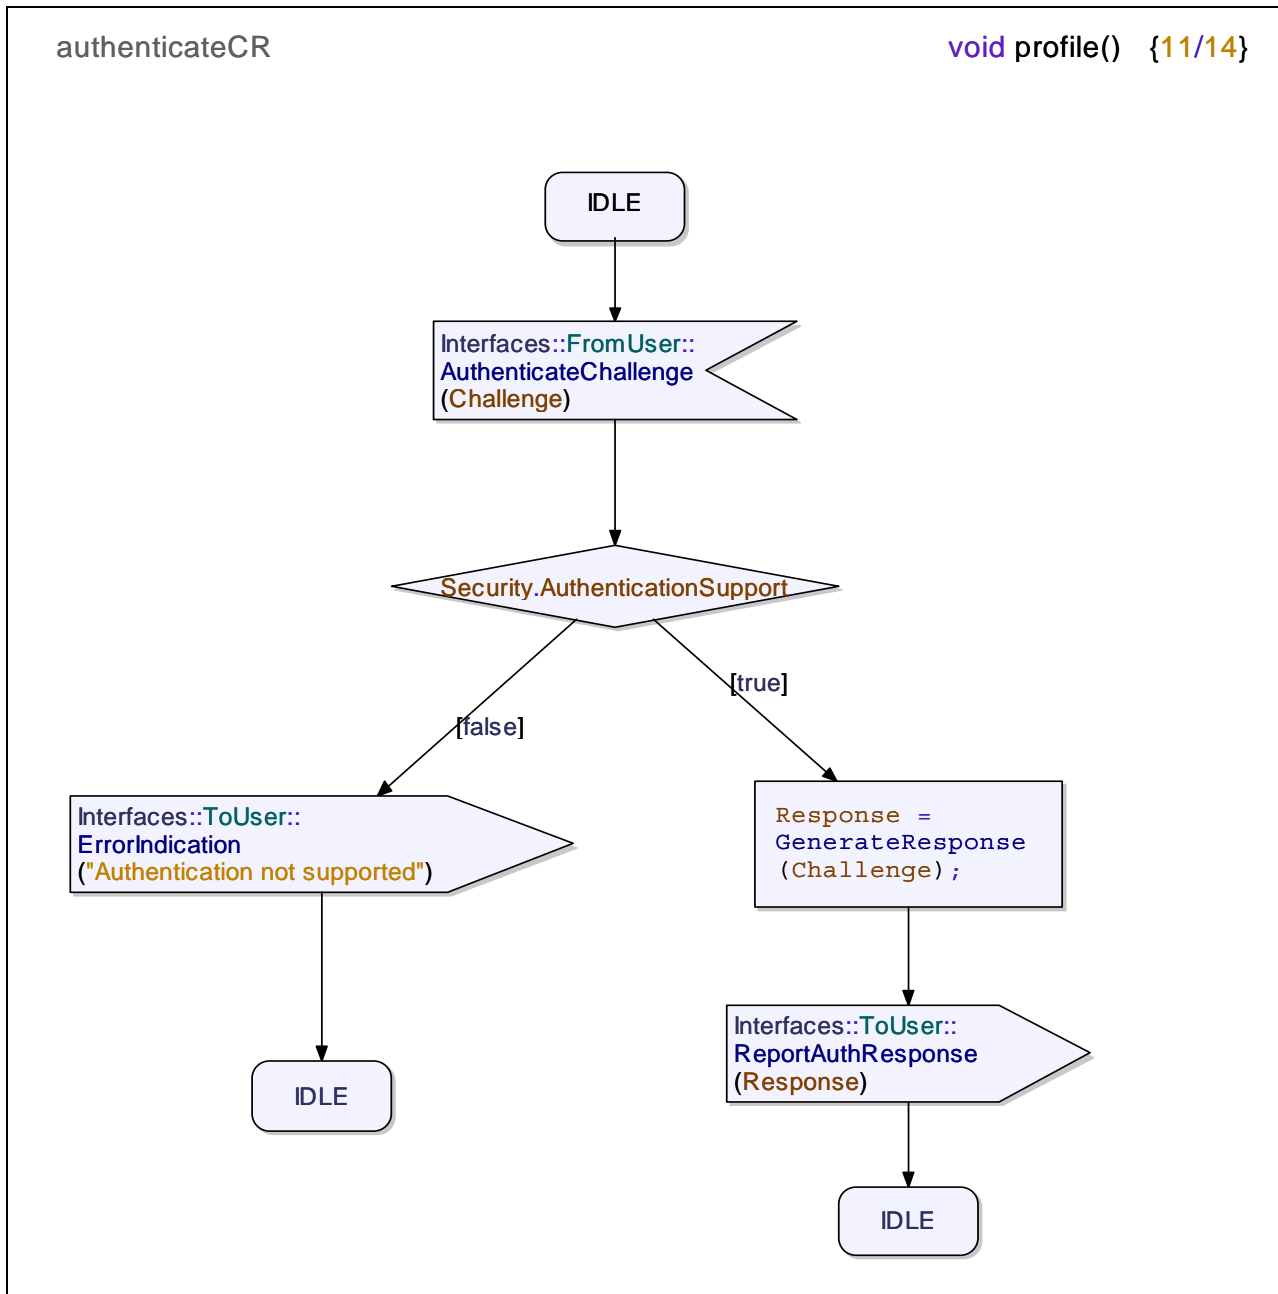 authenticateCR
void profile() {11/14}
IDLE
Interfaces::FromUser::
AuthenticateChallenge
(Challenge)
Security.AuthenticationSupport
[true]
[false]
Interfaces::ToUser::
ErrorIndication
("Authentication not supported")
Response =
GenerateResponse
(Challenge);
Interfaces::ToUser::
ReportAuthResponse
(Response)
IDLE
IDLE